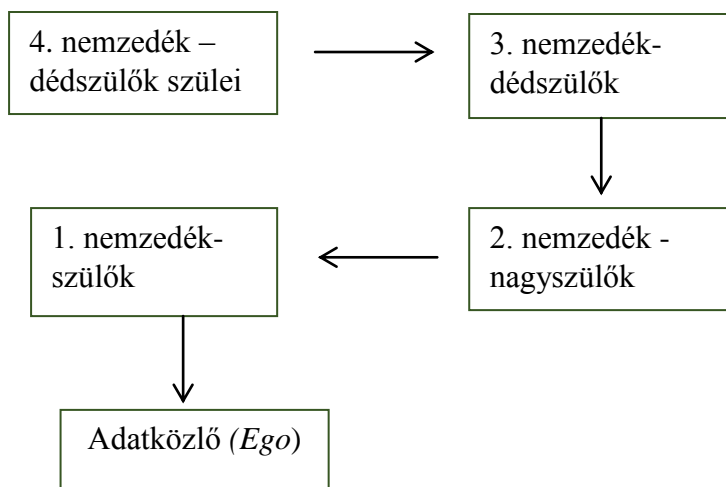 4. nemzedék –
dédszülők szülei
3. nemzedék-
dédszülők
1. nemzedék-
szülők
2. nemzedék -
nagyszülők
Adatközlő (Ego)